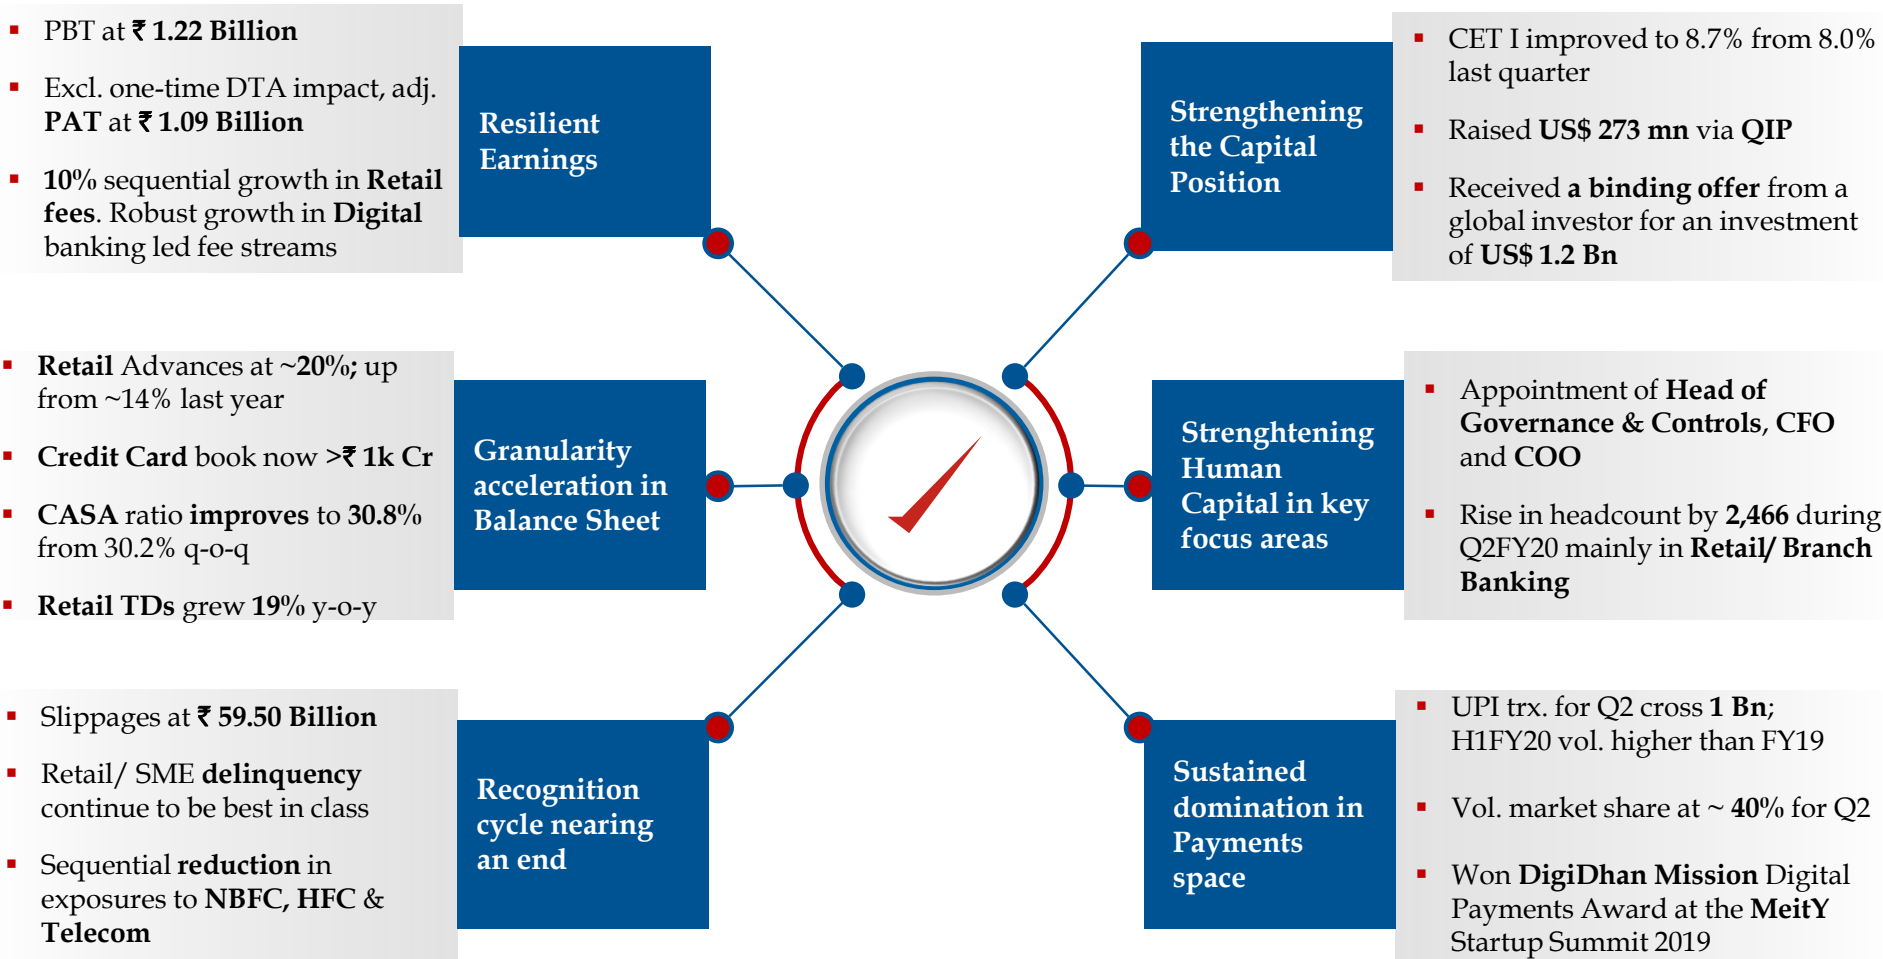 PBT at ₹ 1.22 Billion
Excl. one-time DTA impact, adj.
PAT at ₹ 1.09 Billion
10% sequential growth in Retail
fees. Robust growth in Digital
banking led fee streams
Resilient
Earnings
Retail Advances at ~20%; up
from ~14% last year
Credit Card book now >₹ 1k Cr
CASA ratio improves to 30.8%
from 30.2% q-o-q
Retail TDs grew 19% y-o-y
Granularity
acceleration in
Balance Sheet
Slippages at ₹ 59.50 Billion
Retail/ SME delinquency
continue to be best in class
Sequential reduction in
exposures to NBFC, HFC &
Telecom
Recognition
cycle nearing
an end
Strengthening
the Capital
Position
CET I improved to 8.7% from 8.0%
last quarter
Raised US$ 273 mn via QIP
Received a binding offer from a
global investor for an investment
of US$ 1.2 Bn
Strenghtening
Human
Capital in key
focus areas
Appointment of Head of
Governance & Controls, CFO
and COO
Rise in headcount by 2,466 during
Q2FY20 mainly in Retail/ Branch
Banking
Sustained
domination in
Payments
space
UPI trx. for Q2 cross 1 Bn;
H1FY20 vol. higher than FY19
Vol. market share at ~ 40% for Q2
Won DigiDhan Mission Digital
Payments Award at the MeitY
Startup Summit 2019